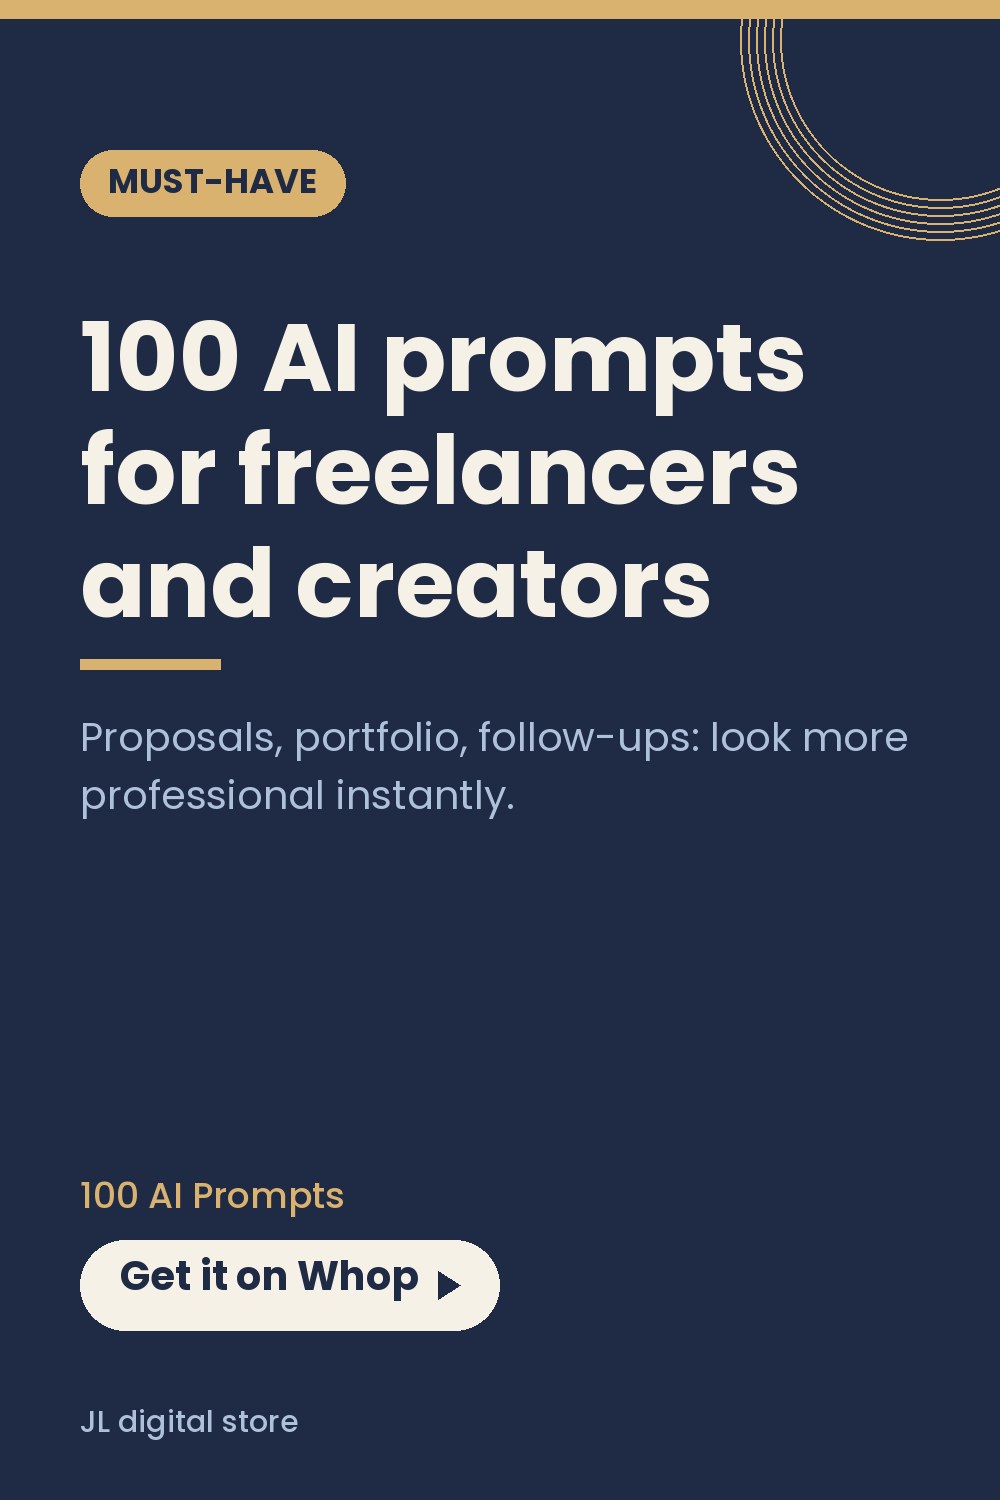 MUST-HAVE
100 AI prompts
for freelancers
and creators
Proposals, portfolio, follow-ups: look more
professional instantly.
100 AI Prompts
Get it on Whop
JL digital store